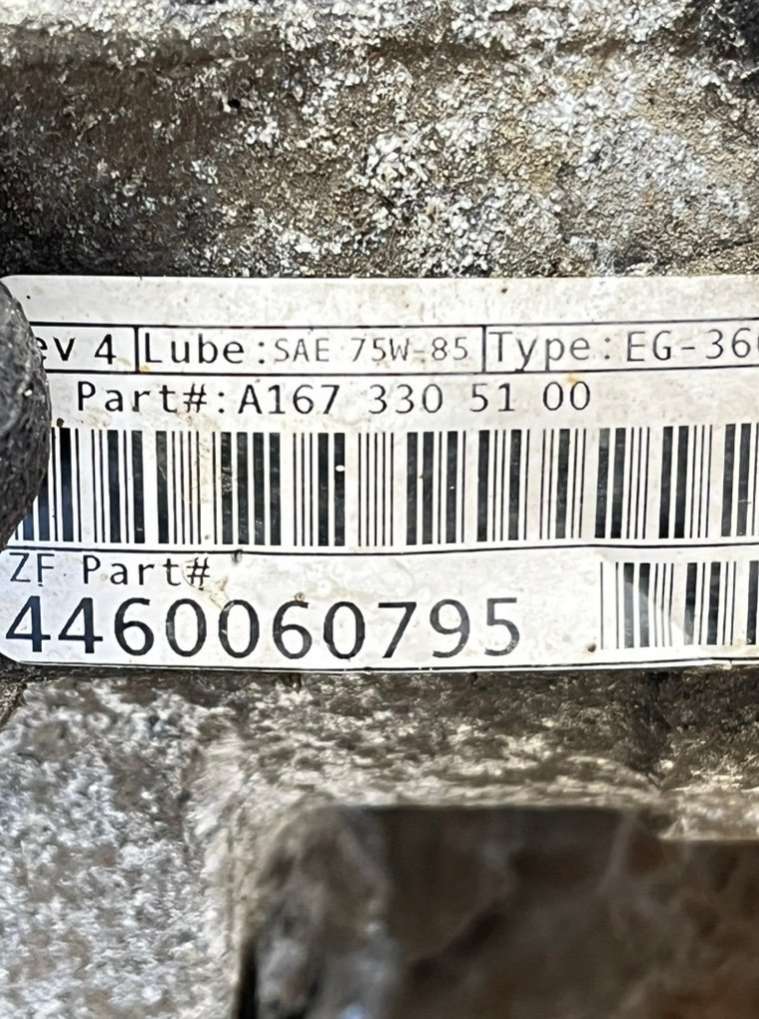 ev 4 Lube:SAE 75W-85 Type:EG-36
Part#:A167 330 51 00
ZF Part#
4460060795